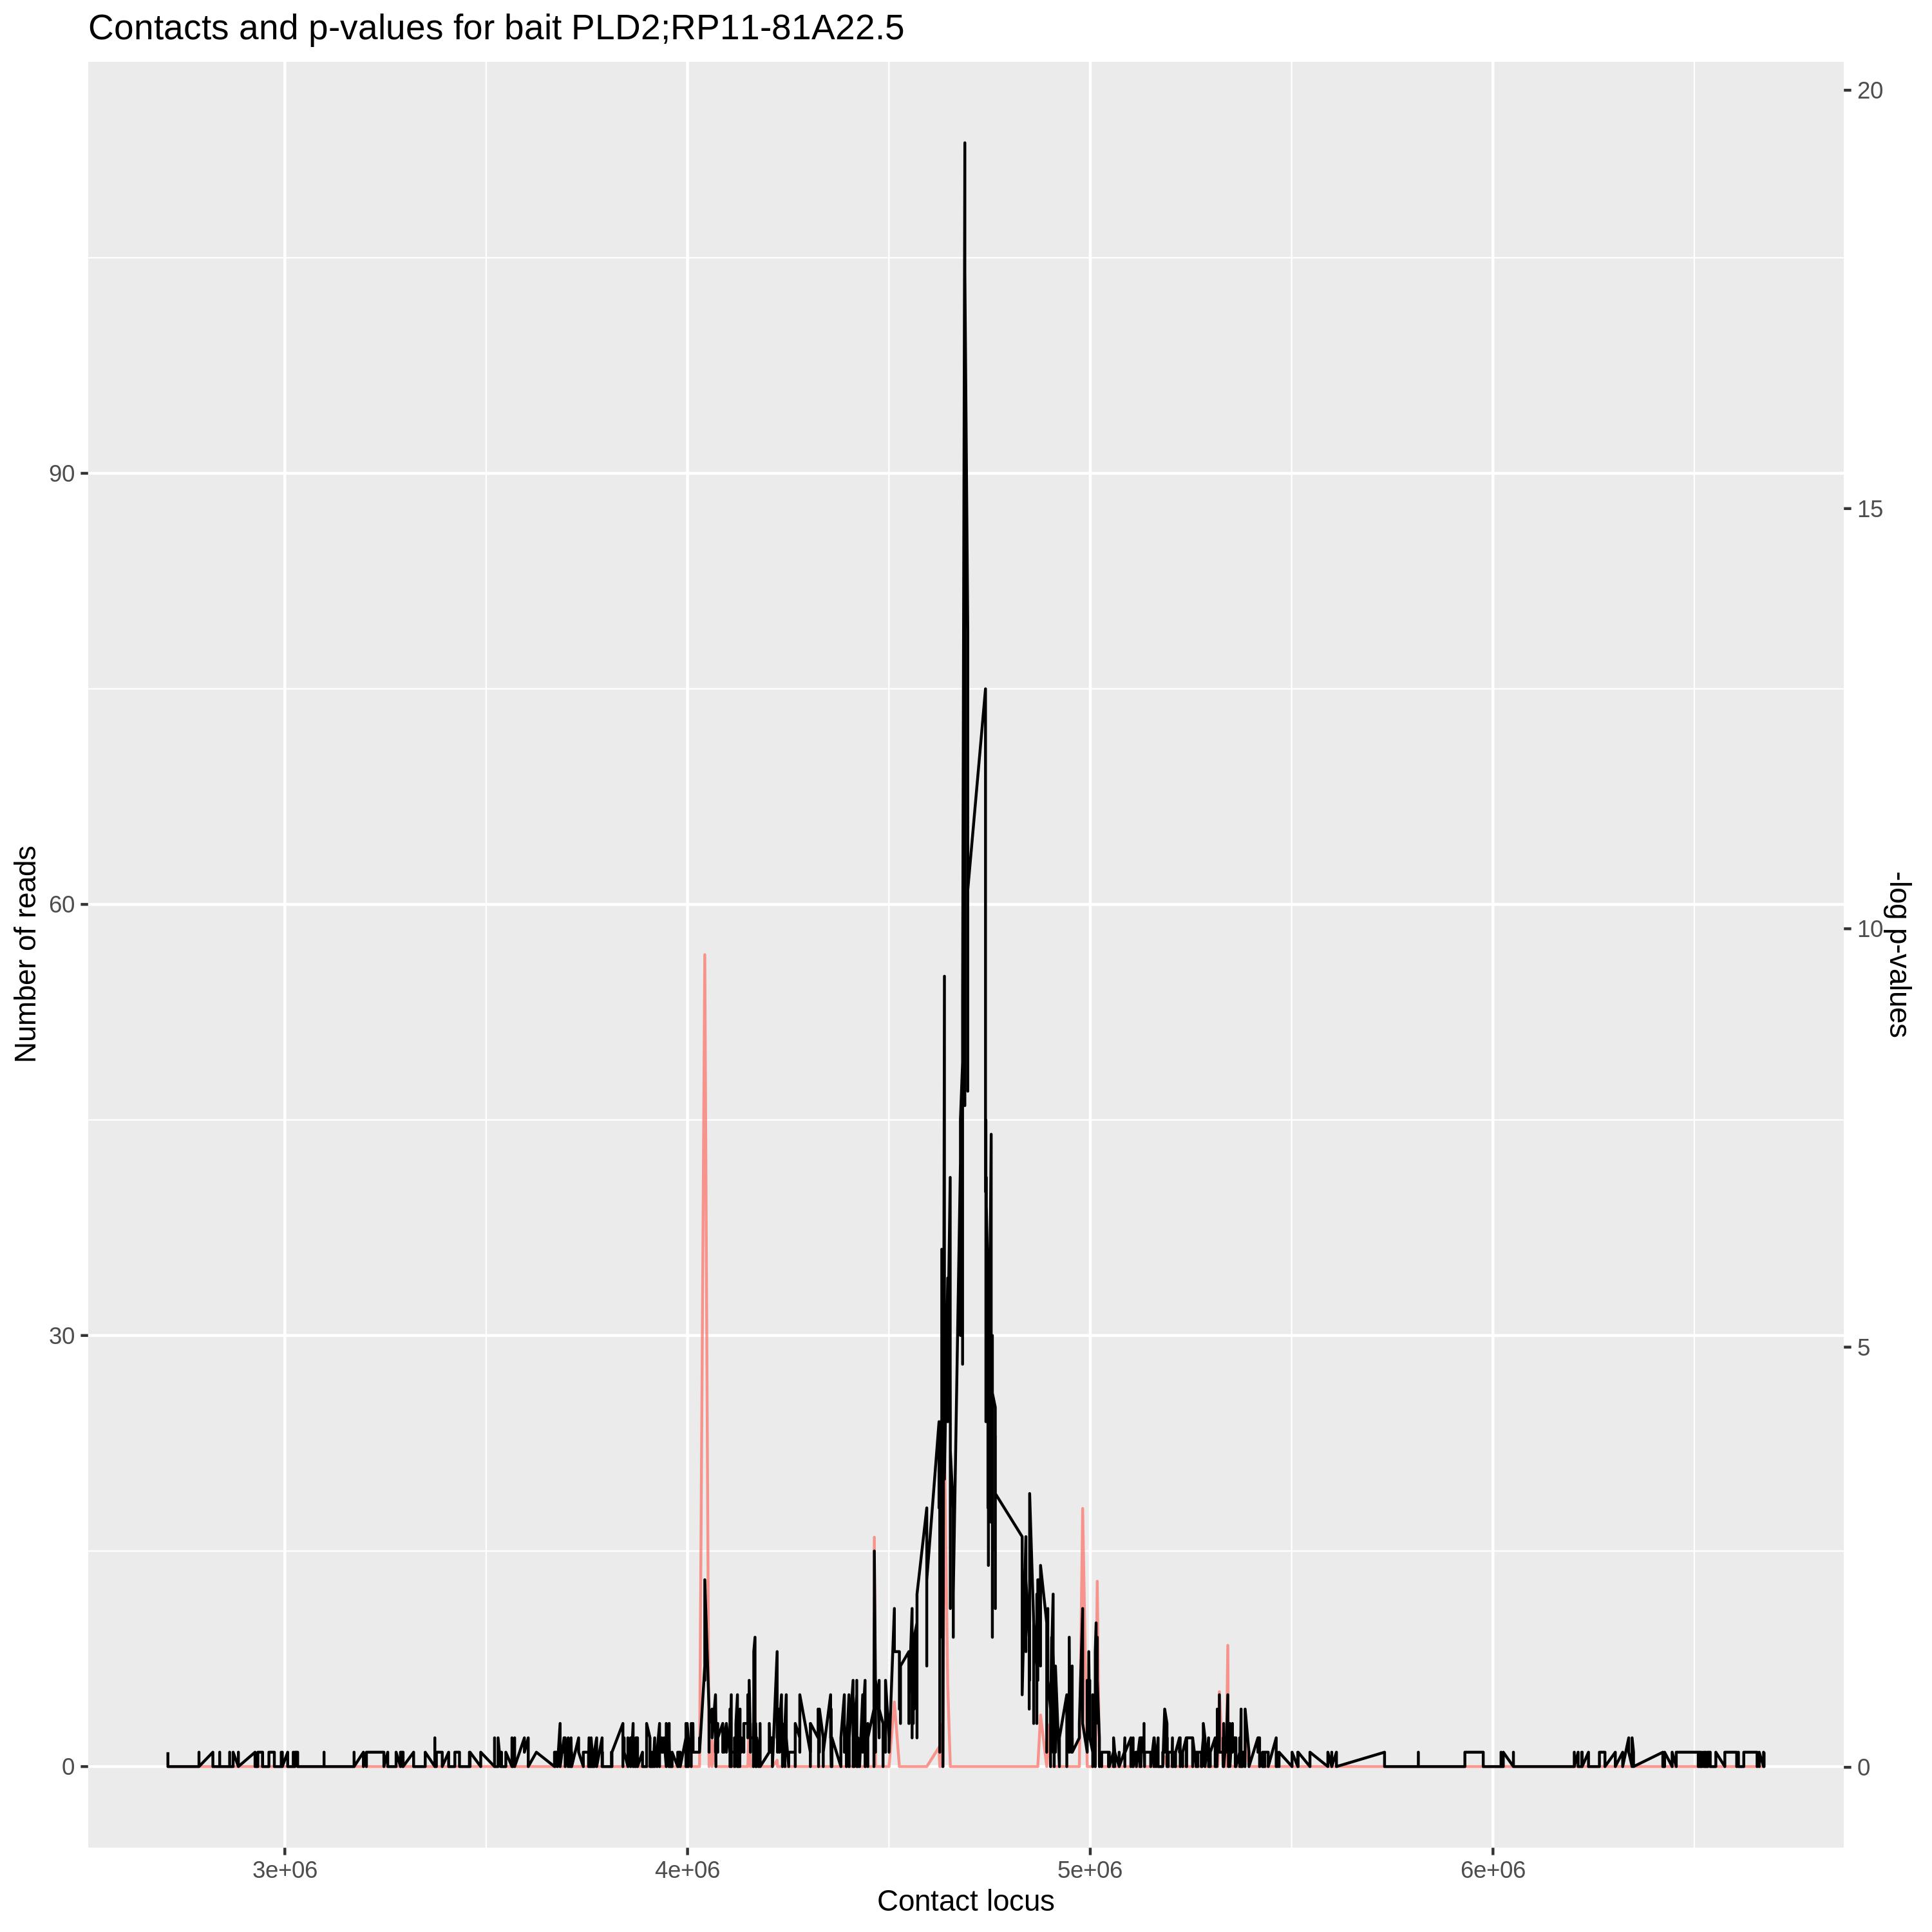 Contacts and p-values for bait PLD2;RP11-81A22.5
20
90
15
Number of reads
60
10
-log p-values
30
5
0
0
3e+06
4e+06
5e+06
6e+06
Contact locus